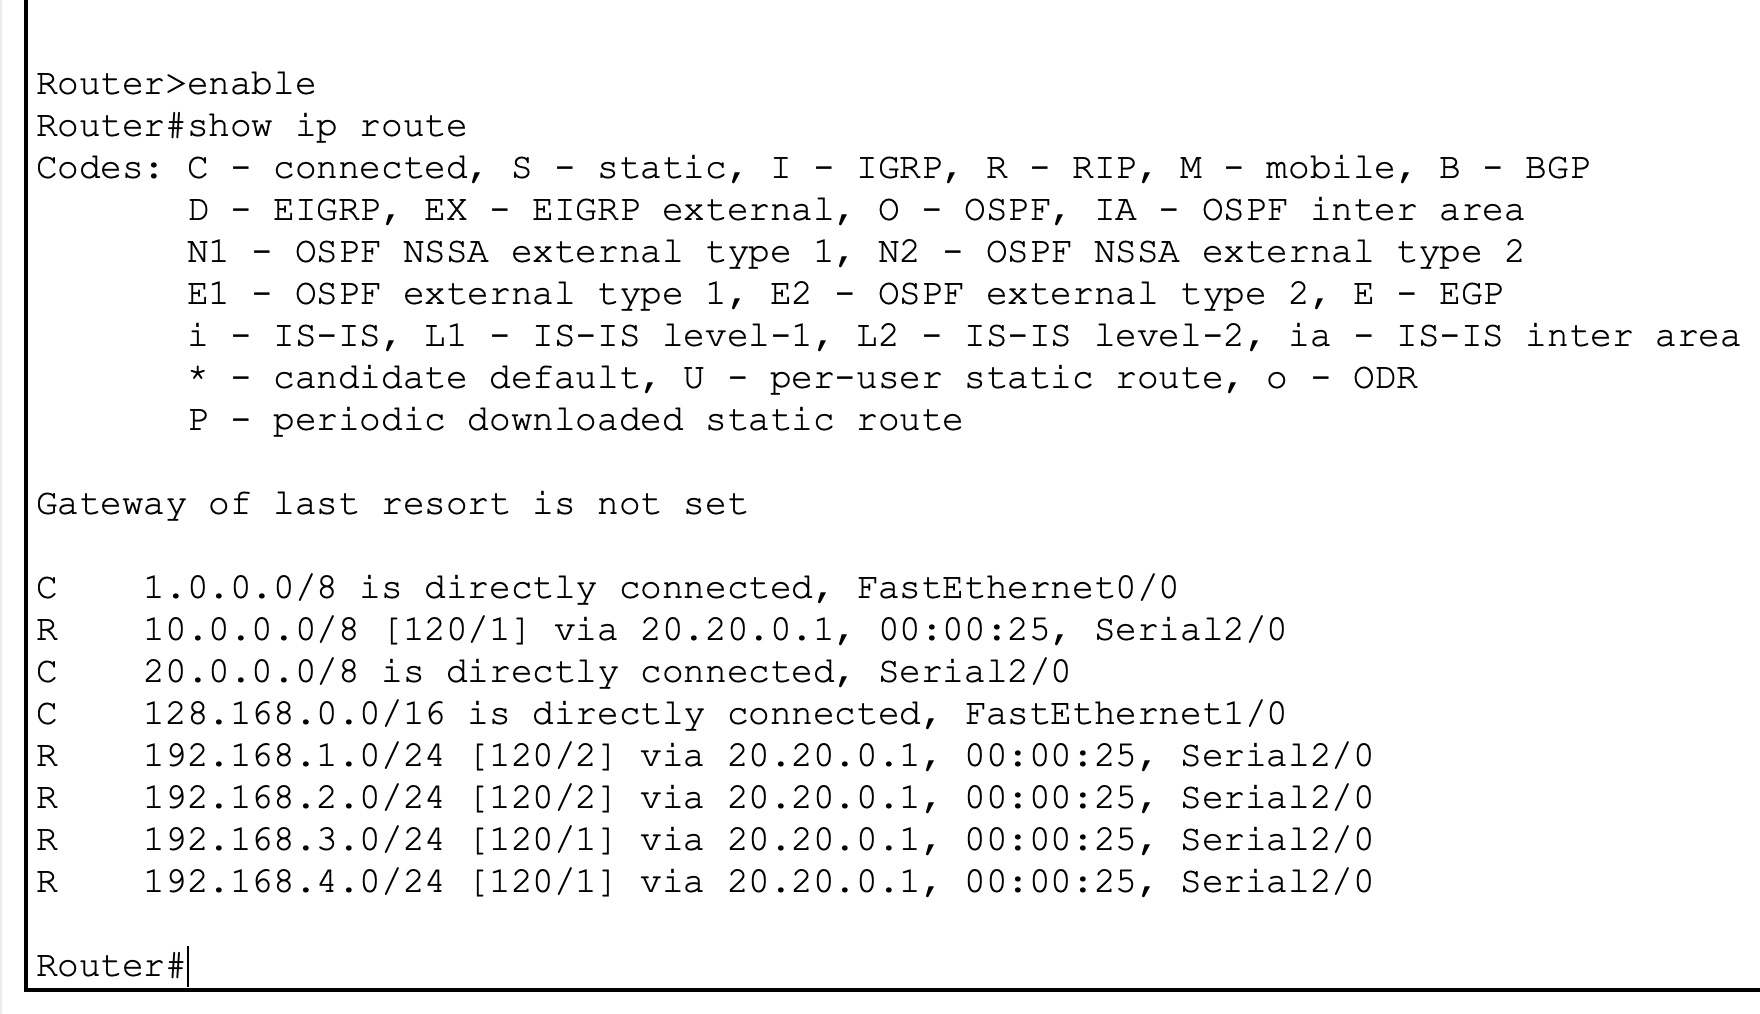 Router>enable
Router#show ip route
Codes: C - connected, S - static, I - IGRP, R - RIP, M - mobile, B - BGP
       D - EIGRP, EX - EIGRP external, O - OSPF, IA - OSPF inter area
       N1 - OSPF NSSA external type 1, N2 - OSPF NSSA external type 2
       E1 - OSPF external type 1, E2 - OSPF external type 2, E - EGP
       i - IS-IS, L1 - IS-IS level-1, L2 - IS-IS level-2, ia - IS-IS inter area
       * - candidate default, U - per-user static route, o - ODR
       P - periodic downloaded static route

Gateway of last resort is not set

C    1.0.0.0/8 is directly connected, FastEthernet0/0
R    10.0.0.0/8 [120/1] via 20.20.0.1, 00:00:25, Serial2/0
C    20.0.0.0/8 is directly connected, Serial2/0
C    128.168.0.0/16 is directly connected, FastEthernet1/0
R    192.168.1.0/24 [120/2] via 20.20.0.1, 00:00:25, Serial2/0
R    192.168.2.0/24 [120/2] via 20.20.0.1, 00:00:25, Serial2/0
R    192.168.3.0/24 [120/1] via 20.20.0.1, 00:00:25, Serial2/0
R    192.168.4.0/24 [120/1] via 20.20.0.1, 00:00:25, Serial2/0

Router#